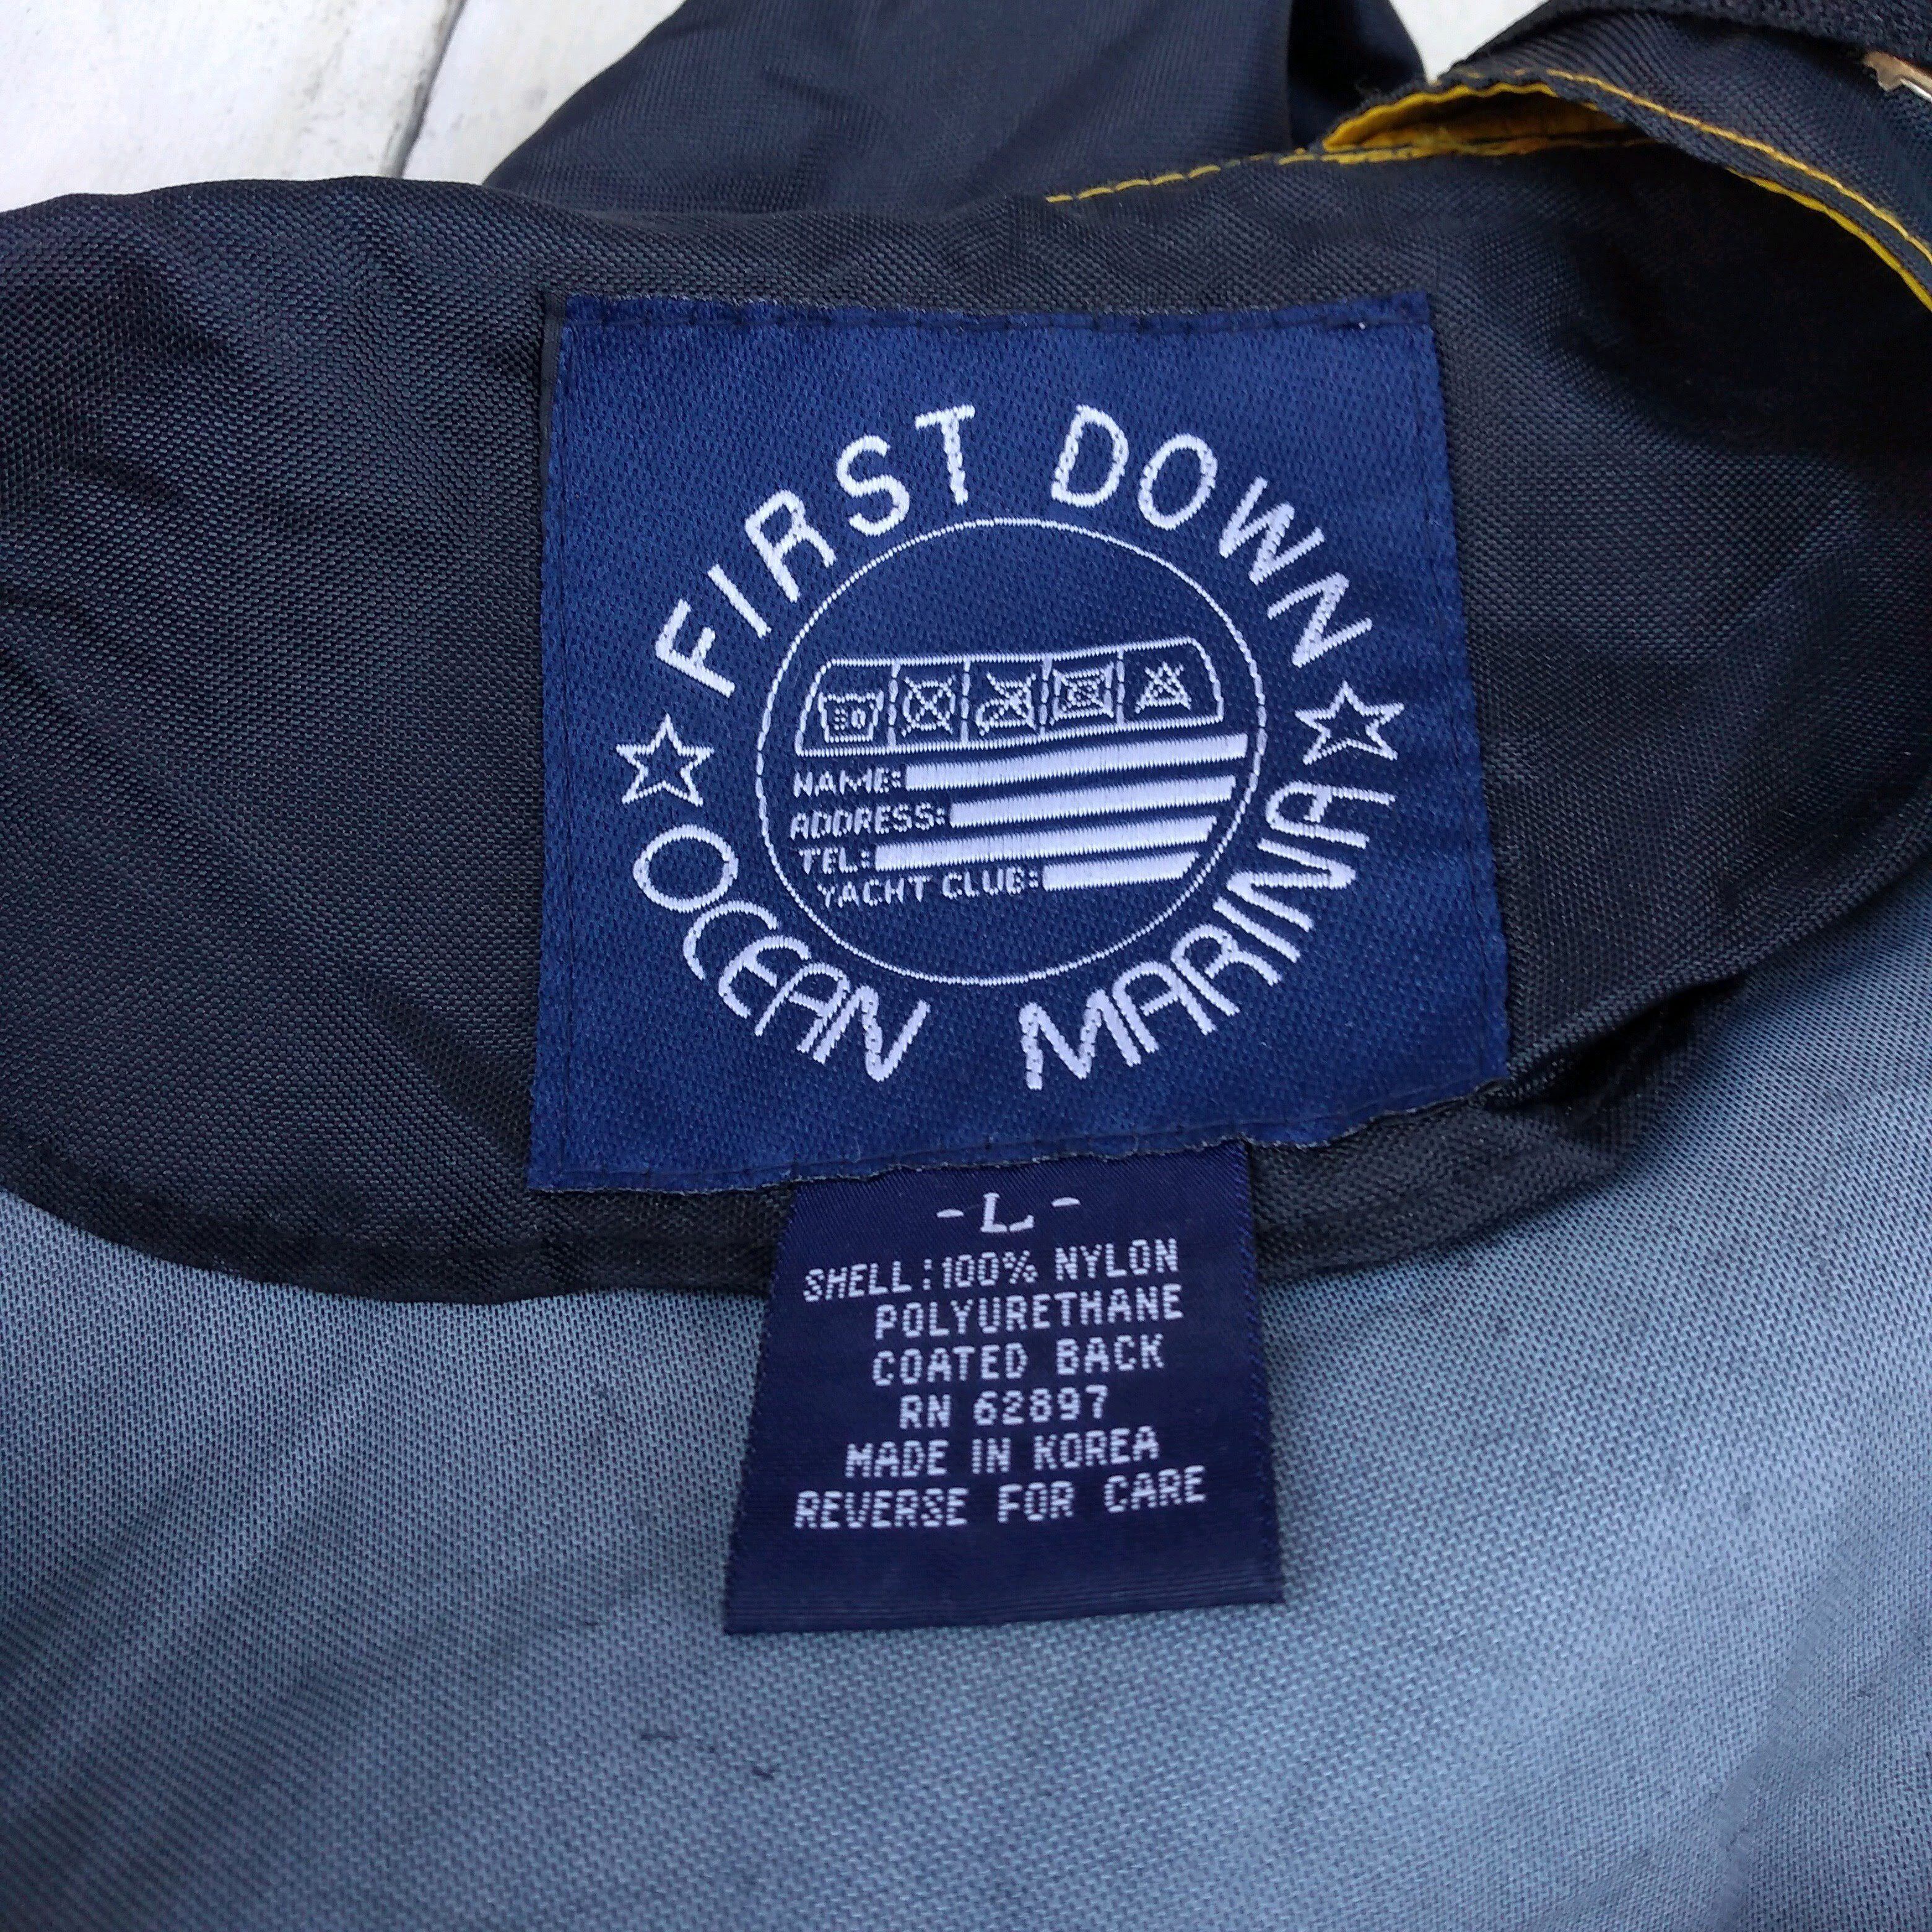 FIRST DOWN
NAME:
ADDRESS:
TEL:
YACHT CLUB:
OCEAN MARINA
-L-
SHELL:100% NYLON
POLYURETHANE
COATED BACK
RN 62897
MADE IN KOREA
REVERSE FOR CARE